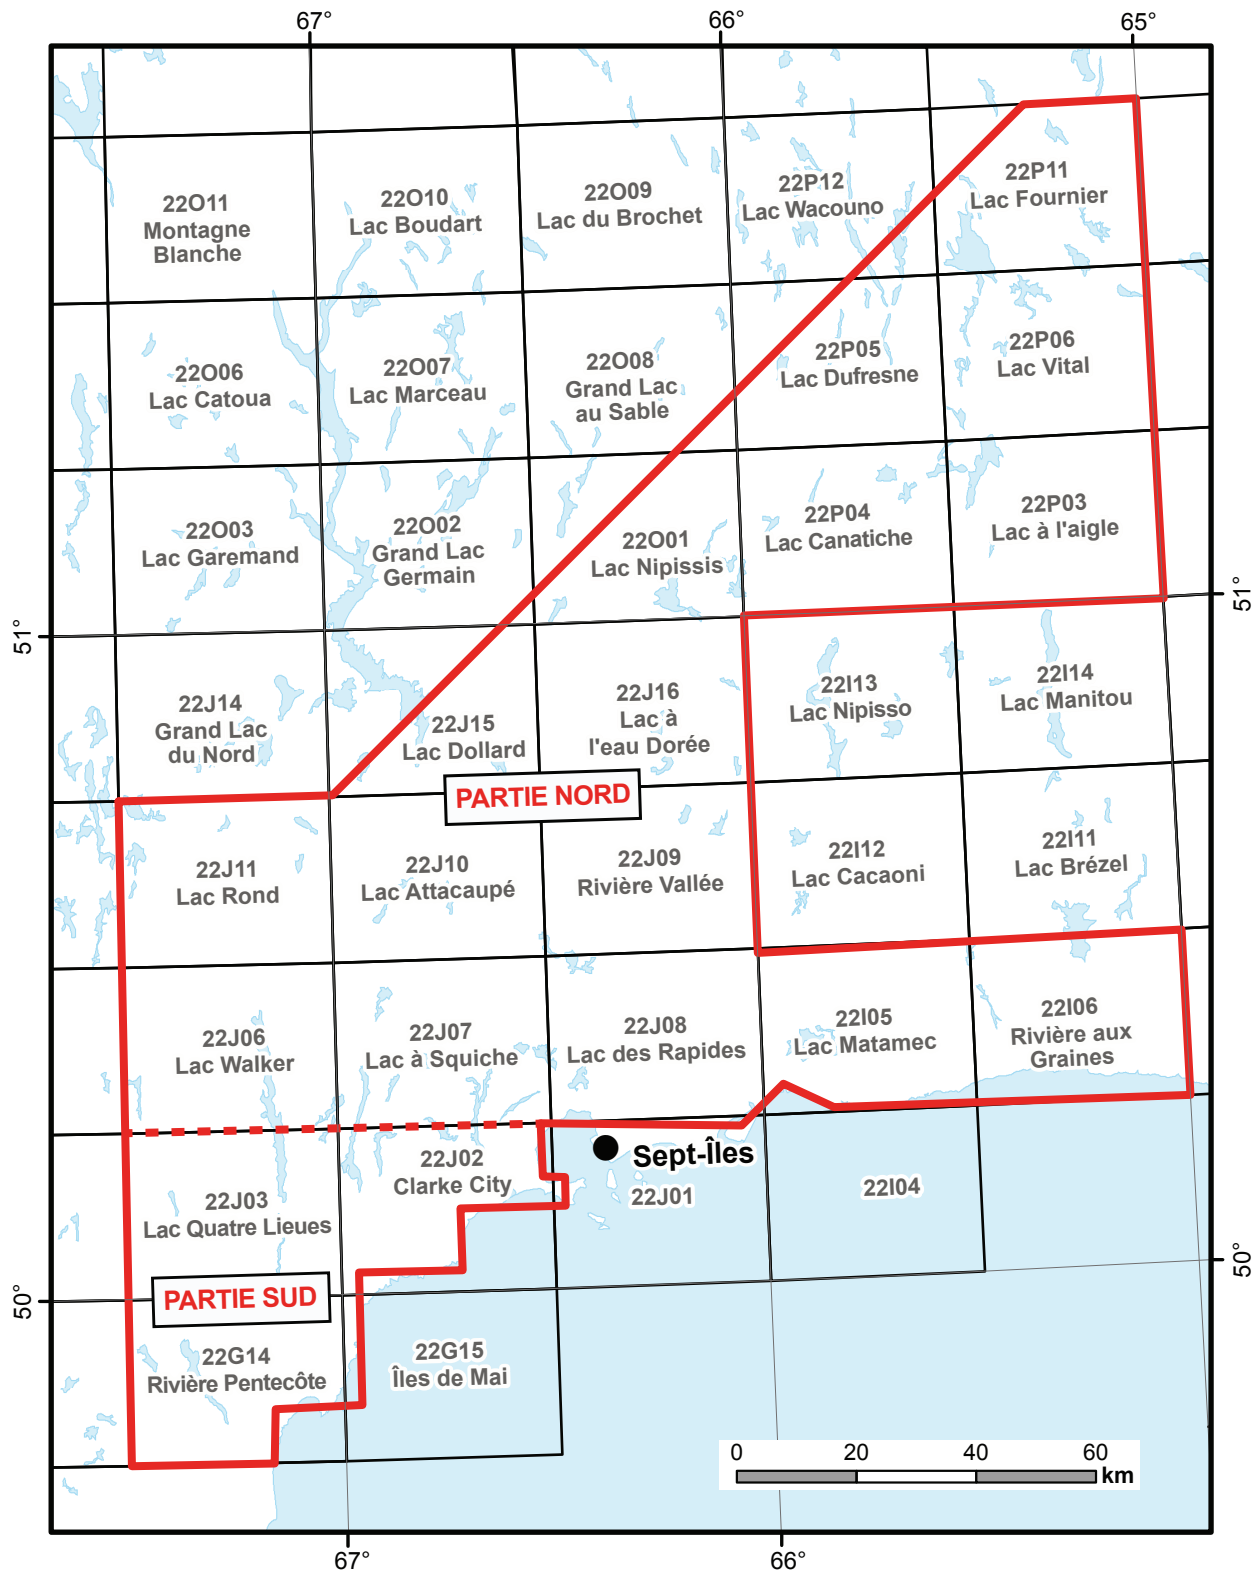 67°
66°
65°
22O11
Montagne
Blanche
22O10
Lac Boudart
22O09
Lac du Brochet
22P12
Lac Wacouno
22P11
Lac Fournier
22O06
Lac Catoua
22O07
Lac Marceau
22O08
Grand Lac
au Sable
22P05
Lac Dufresne
22P06
Lac Vital
22O03
Lac Garemand
22O02
Grand Lac
Germain
22O01
Lac Nipissis
22P04
Lac Canatiche
22P03
Lac à l'aigle
51°
51°
22J14
Grand Lac
du Nord
22J15
Lac Dollard
22J16
Lac à
l'eau Dorée
22I13
Lac Nipisso
22I14
Lac Manitou
PARTIE NORD
22J11
Lac Rond
22J10
Lac Attacaupé
22J09
Rivière Vallée
22I12
Lac Cacaoni
22I11
Lac Brézel
22J06
Lac Walker
22J07
Lac à Squiche
22J08
Lac des Rapides
22I05
Lac Matamec
22I06
Rivière aux
Graines
22J03
Lac Quatre Lieues
22J02
Clarke City
Sept-Îles
22J01
22I04
50°
50°
PARTIE SUD
22G14
Rivière Pentecôte
22G15
Îles de Mai
0 20 40 60
km
67°
66°